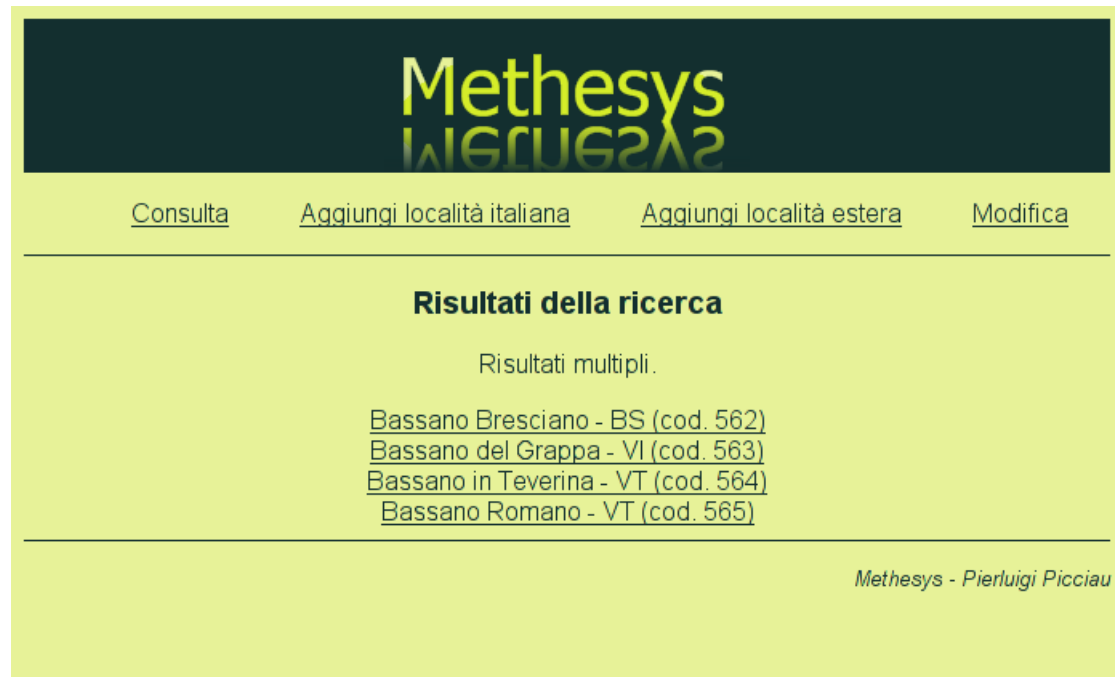 Methesys
Consulta Aggiungi località italiana Aggiungi località estera Modifica
Risultati della ricerca
Risultati multipli.
Bassano Bresciano - BS (cod. 562)
Bassano del Grappa - VI (cod. 563)
Bassano in Teverina - VT (cod. 564)
Bassano Romano - VT (cod. 565)
Methesys - Pierluigi Picciau